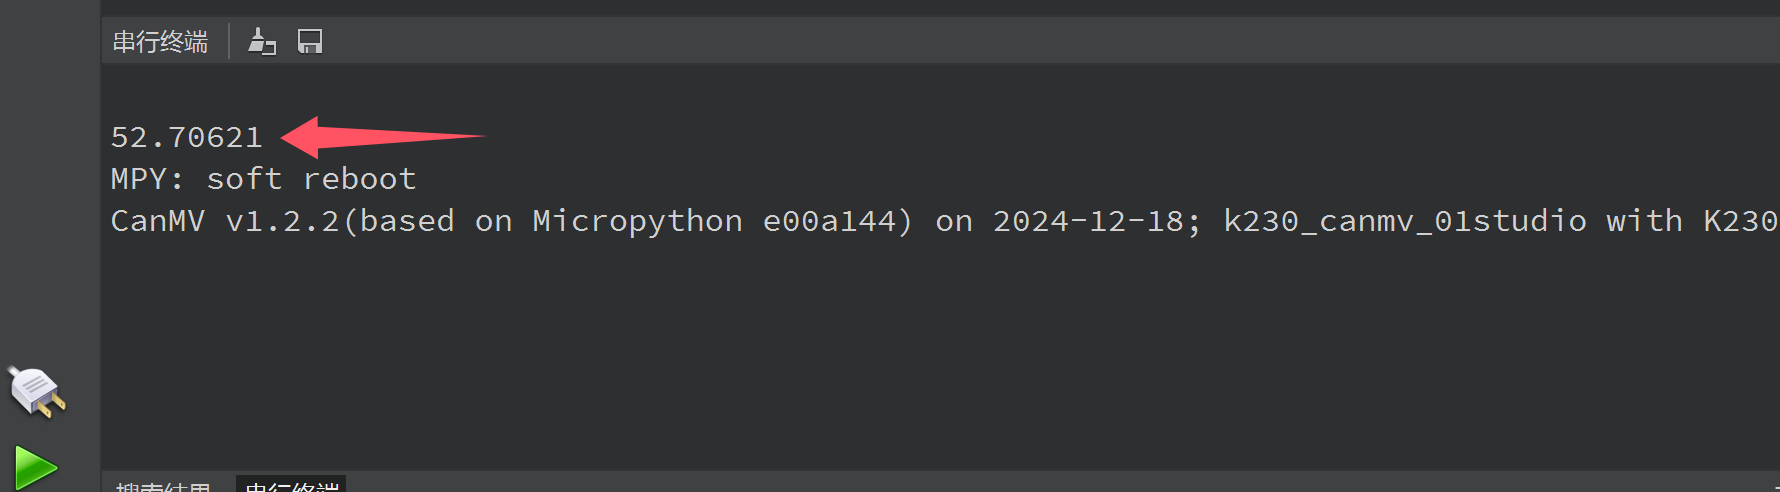 串行终端
52.70621
MPY: soft reboot
CanMV v1.2.2(based on Micropython e00a144) on 2024-12-18; k230_canmv_01studio with K230
搜索结果 串行终端